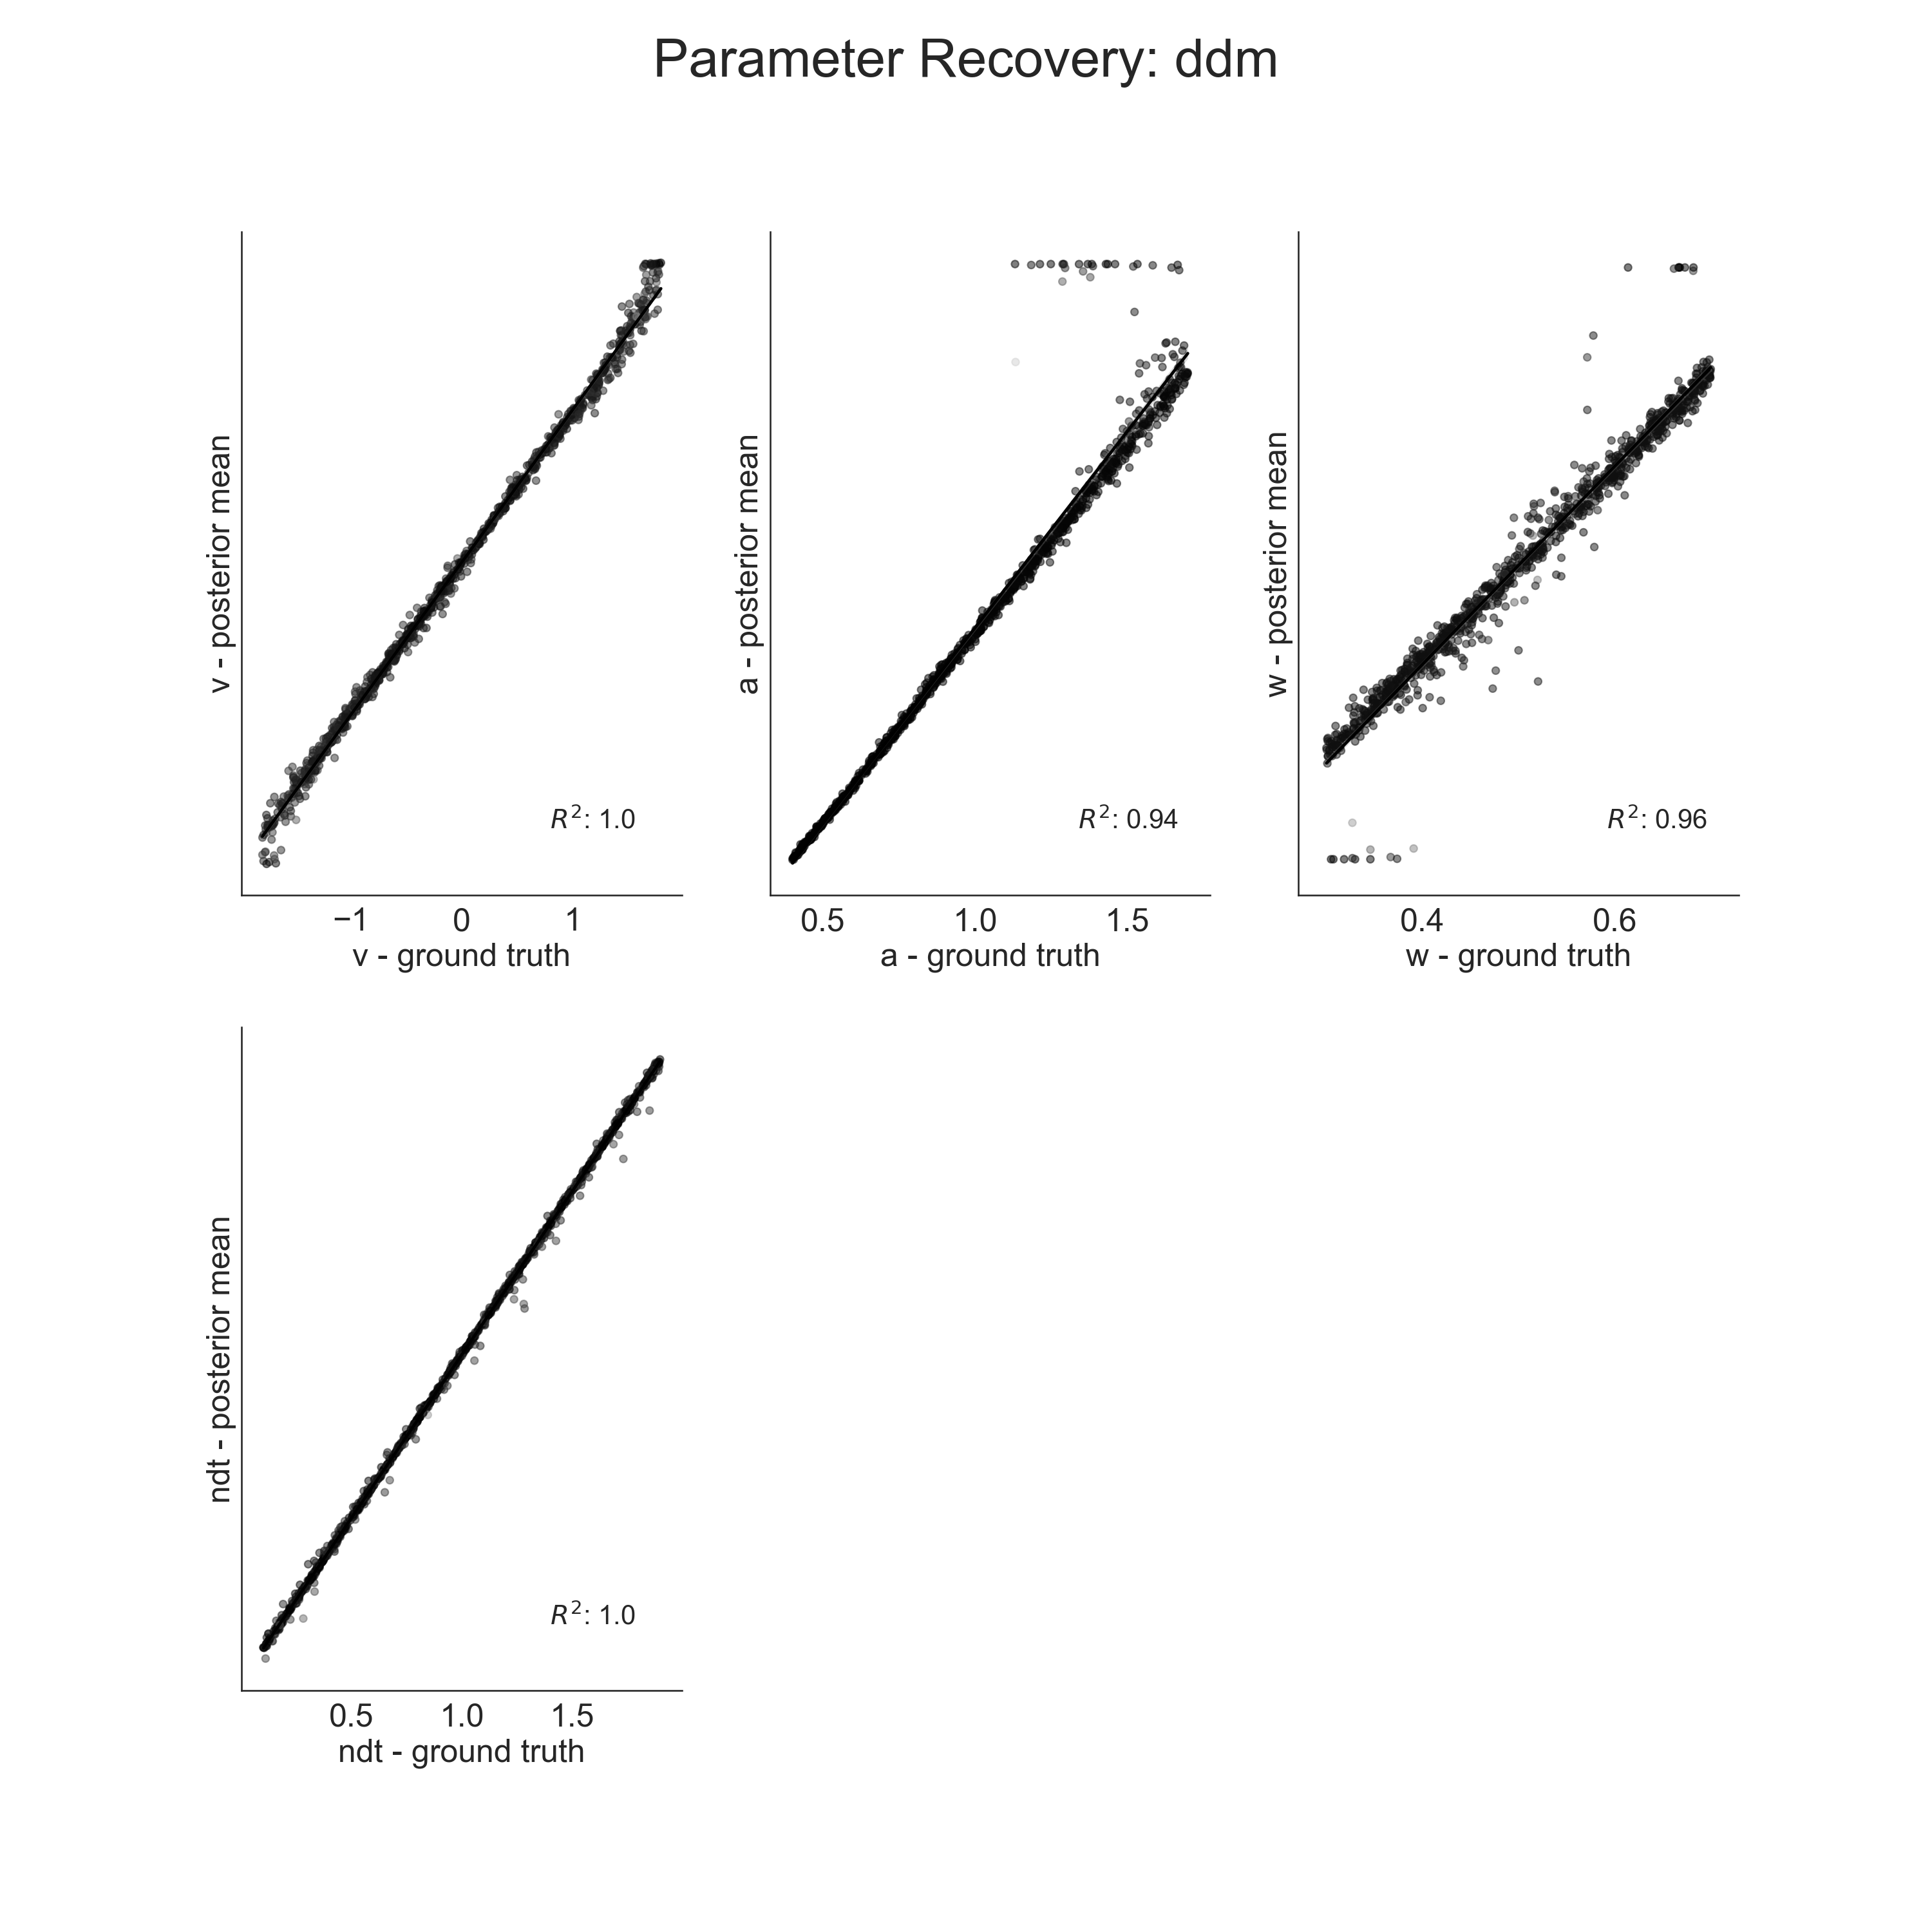 Parameter Recovery: ddm
v - posterior mean
R²: 1.0
−1 0 1
v - ground truth
a - posterior mean
R²: 0.94
0.5 1.0 1.5
a - ground truth
w - posterior mean
R²: 0.96
0.4 0.6
w - ground truth
ndt - posterior mean
R²: 1.0
0.5 1.0 1.5
ndt - ground truth